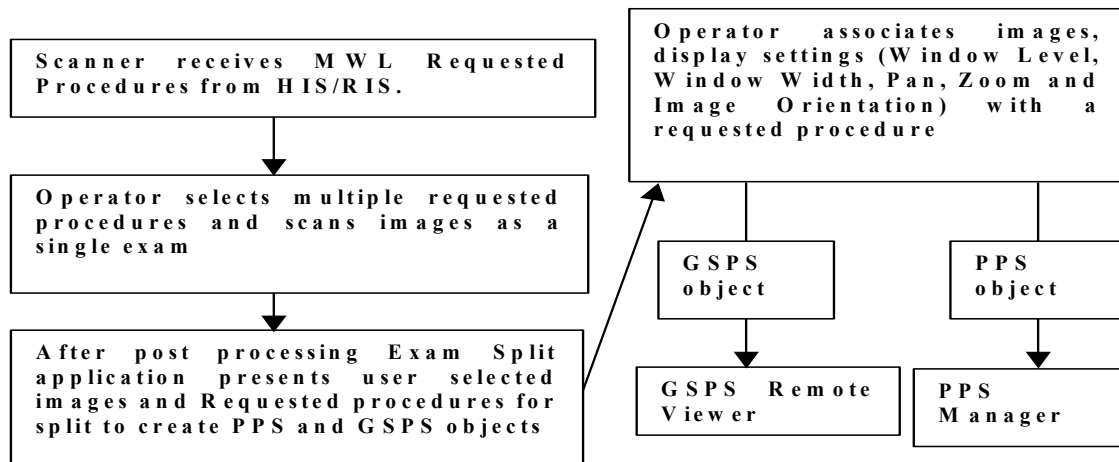 Scanner receives MWL Requested
Procedures from HIS/RIS.
Operator selects multiple requested
procedures and scans images as a
single exam
After post processing Exam Split
application presents user selected
images and Requested procedures for
split to create PPS and GSPS objects
Operator associates images,
display settings (Window Level,
Window Width, Pan, Zoom and
Image Orientation) with a
requested procedure
GSPS
object
PPS
object
GSPS Remote
Viewer
PPS
Manager